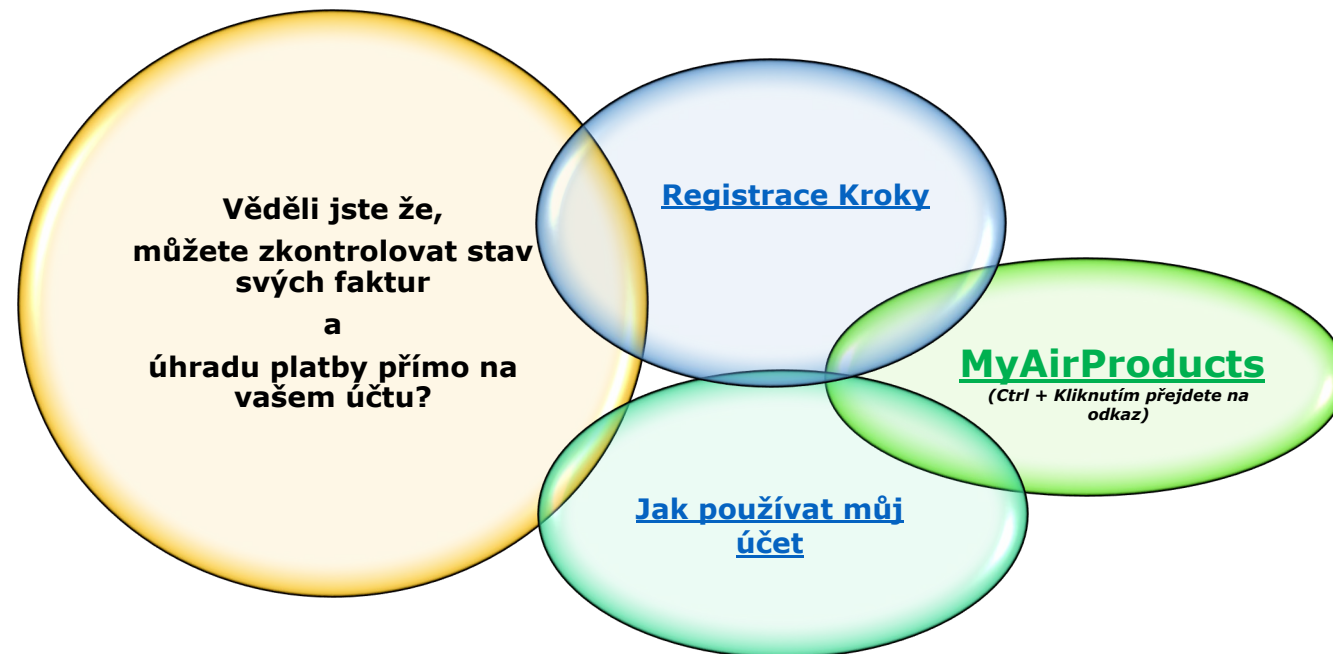 Věděli jste že,
můžete zkontrolovat stav
svých faktur
a
úhradu platby přímo na
vašem účtu?
Registrace Kroky
MyAirProducts
(Ctrl + Kliknutím přejdete na
odkaz)
Jak používat můj
účet